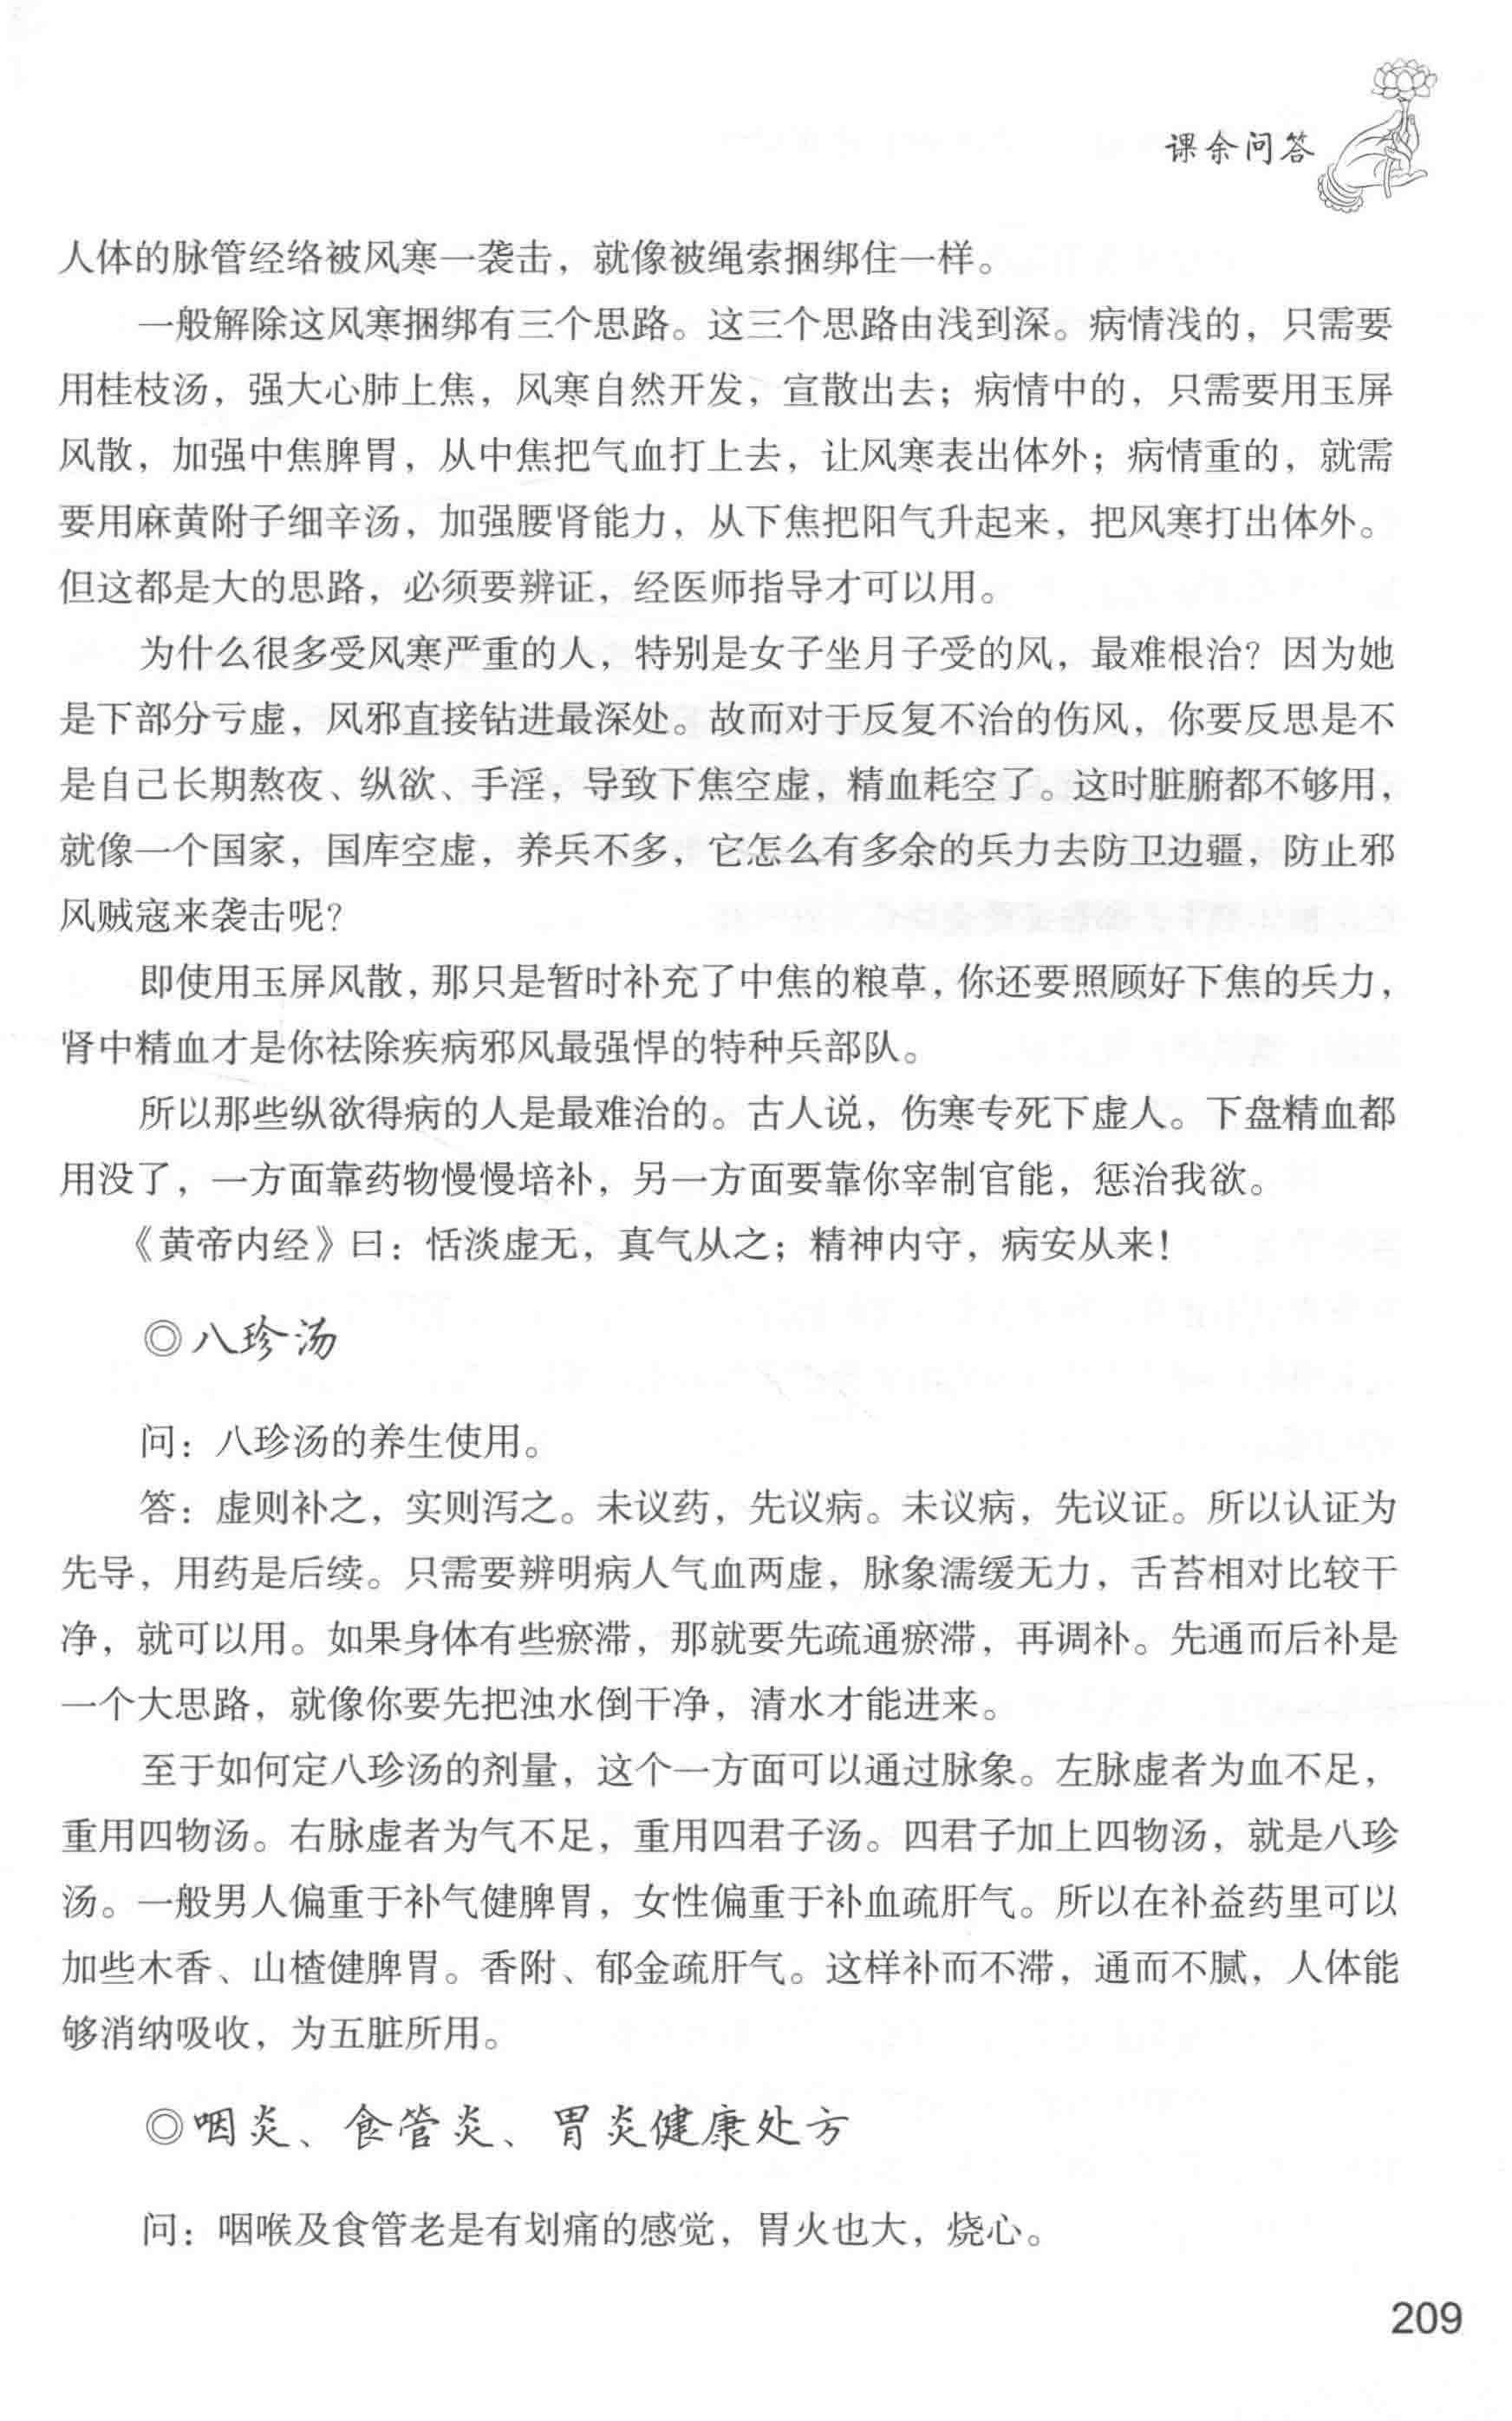 课余问答
人体的脉管经络被风寒一袭击，就像被绳索捆绑住一样。
一般解除这风寒捆绑有三个思路。这三个思路由浅到深。病情浅的，只需要
用桂枝汤，强大心肺上焦，风寒自然开发，宣散出去；病情中的，只需要用玉屏
风散，加强中焦脾胃，从中焦把气血打上去，让风寒表出体外；病情重的，就需
要用麻黄附子细辛汤，加强腰肾能力，从下焦把阳气升起来，把风寒打出体外。
但这都是大的思路，必须要辨证，经医师指导才可以用。
为什么很多受风寒严重的人，特别是女子坐月子受的风，最难根治？因为她
是下部分亏虚，风邪直接钻进最深处。故而对于反复不治的伤风，你要反思是不
是自己长期熬夜、纵欲、手淫，导致下焦空虚，精血耗空了。这时脏腑都不够用，
就像一个国家，国库空虚，养兵不多，它怎么有多余的兵力去防卫边疆，防止邪
风贼寇来袭击呢？
即使用玉屏风散，那只是暂时补充了中焦的粮草，你还要照顾好下焦的兵力，
肾中精血才是你祛除疾病邪风最强悍的特种兵部队。
所以那些纵欲得病的人是最难治的。古人说，伤寒专死下虚人。下盘精血都
用没了，一方面靠药物慢慢培补，另一方面要靠你宰制官能，惩治我欲。
《黄帝内经》曰：恬淡虚无，真气从之；精神内守，病安从来！
◎八珍汤
问：八珍汤的养生使用。
答：虚则补之，实则泻之。未议药，先议病。未议病，先议证。所以认证为
先导，用药是后续。只需要辨明病人气血两虚，脉象濡缓无力，舌苔相对比较干
净，就可以用。如果身体有些瘀滞，那就要先疏通瘀滞，再调补。先通而后补是
一个大思路，就像你要先把浊水倒干净，清水才能进来。
至于如何定八珍汤的剂量，这个一方面可以通过脉象。左脉虚者为血不足，
重用四物汤。右脉虚者为气不足，重用四君子汤。四君子加上四物汤，就是八珍
汤。一般男人偏重于补气健脾胃，女性偏重于补血疏肝气。所以在补益药里可以
加些木香、山楂健脾胃。香附、郁金疏肝气。这样补而不滞，通而不腻，人体能
够消纳吸收，为五脏所用。
◎咽炎、食管炎、胃炎健康处方
问：咽喉及食管老是有划痛的感觉，胃火也大，烧心。
209